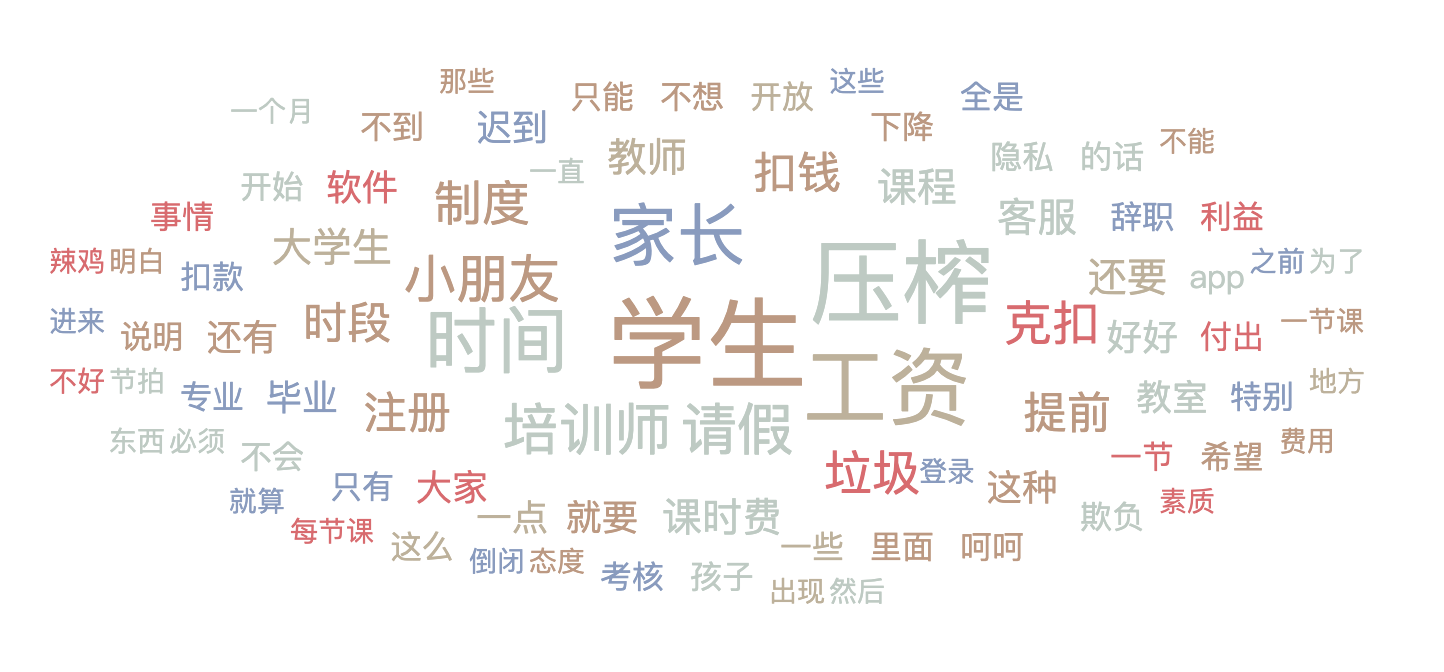 那些 只能 不想 开放 这些 全是
一个月 不到 迟到 下降 不能
一直 教师 扣钱 课程 隐私 的话
开始 软件 制度 家长 客服 辞职 利益
事情
辣鸡 明白 扣款 大学生 小朋友 压榨 还要 app 之前 为了
进来 说明 还有 时段 时间 学生 克扣 好好 付出 一节课
不好 节拍 专业 毕业 注册 工资 提前 教室 特别 地方
东西 必须 不会 培训师 请假 一节 希望 费用
就算 只有 大家 垃圾 登录 这种 素质
每节课 一点 就要 课时费 欺负
这么 倒闭 态度 考核 孩子 一些 里面 呵呵
出现 然后